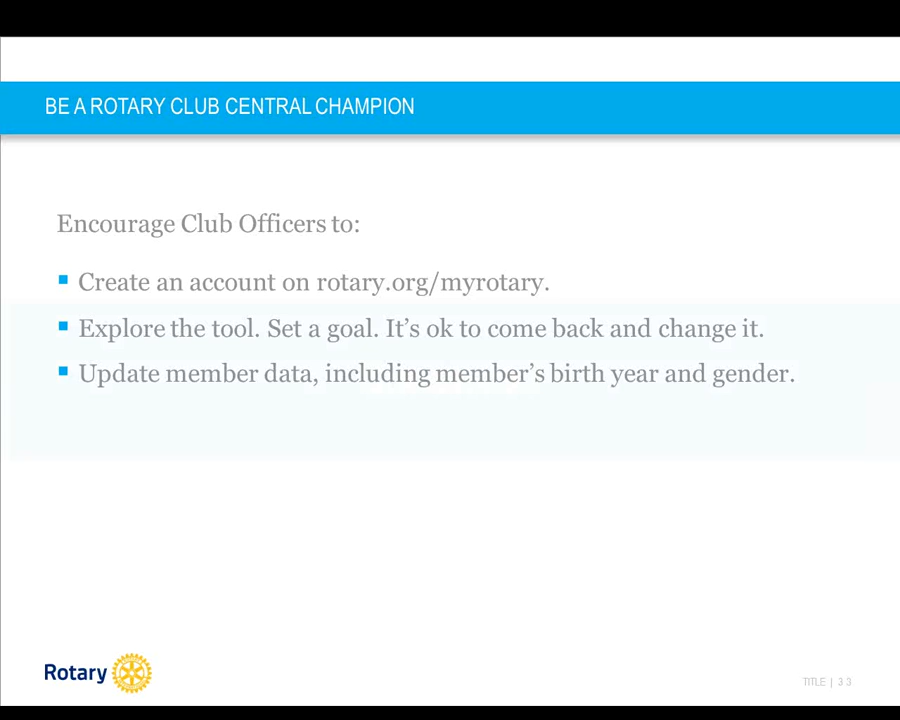 BE A ROTARY CLUB CENTRAL CHAMPION
Encourage Club Officers to:
Create an account on rotary.org/myrotary.
Explore the tool. Set a goal. It’s ok to come back and change it.
Update member data, including member’s birth year and gender.
Rotary
TITLE | 33